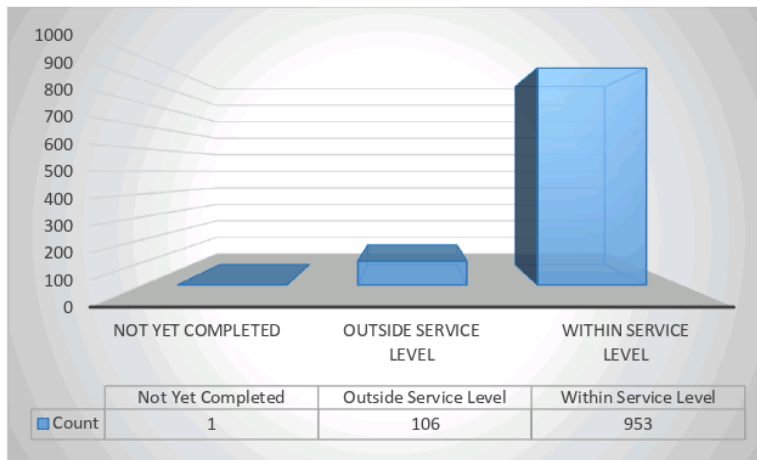 1000
900
800
700
600
500
400
300
200
100
0
NOT YET COMPLETED
OUTSIDE SERVICE
LEVEL
WITHIN SERVICE
LEVEL
Not Yet Completed Outside Service Level Within Service Level
Count 1 106 953